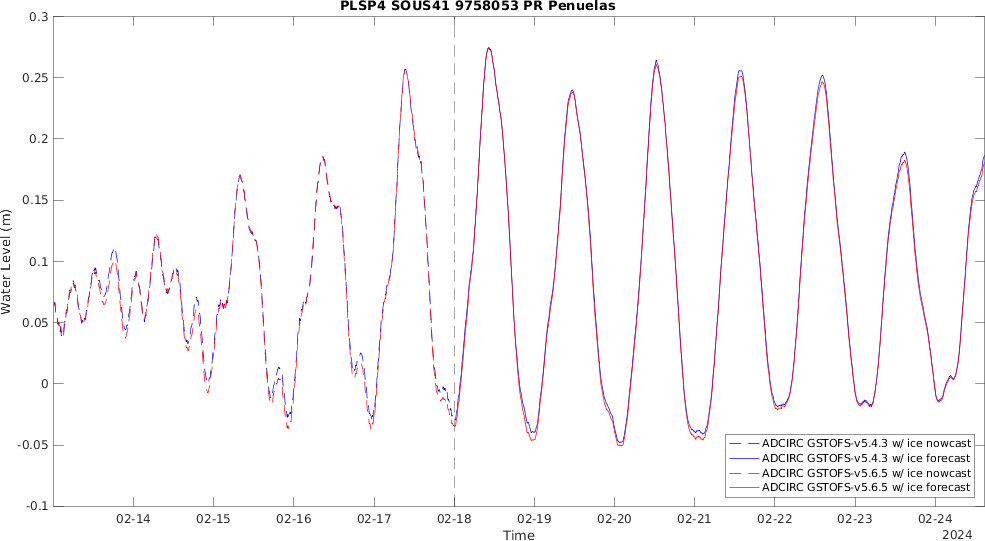 PLSP4 SOUS41 9758053 PR Penuelas
0.3
0.25
0.2
0.15
0.1
0.05
0
-0.05
-0.1
Water Level (m)
02-14 02-15 02-16 02-17 02-18 02-19 02-20 02-21 02-22 02-23 02-24
Time
2024
ADCIRC GSTOFS-v5.4.3 w/ ice nowcast
ADCIRC GSTOFS-v5.4.3 w/ ice forecast
ADCIRC GSTOFS-v5.6.5 w/ ice nowcast
ADCIRC GSTOFS-v5.6.5 w/ ice forecast